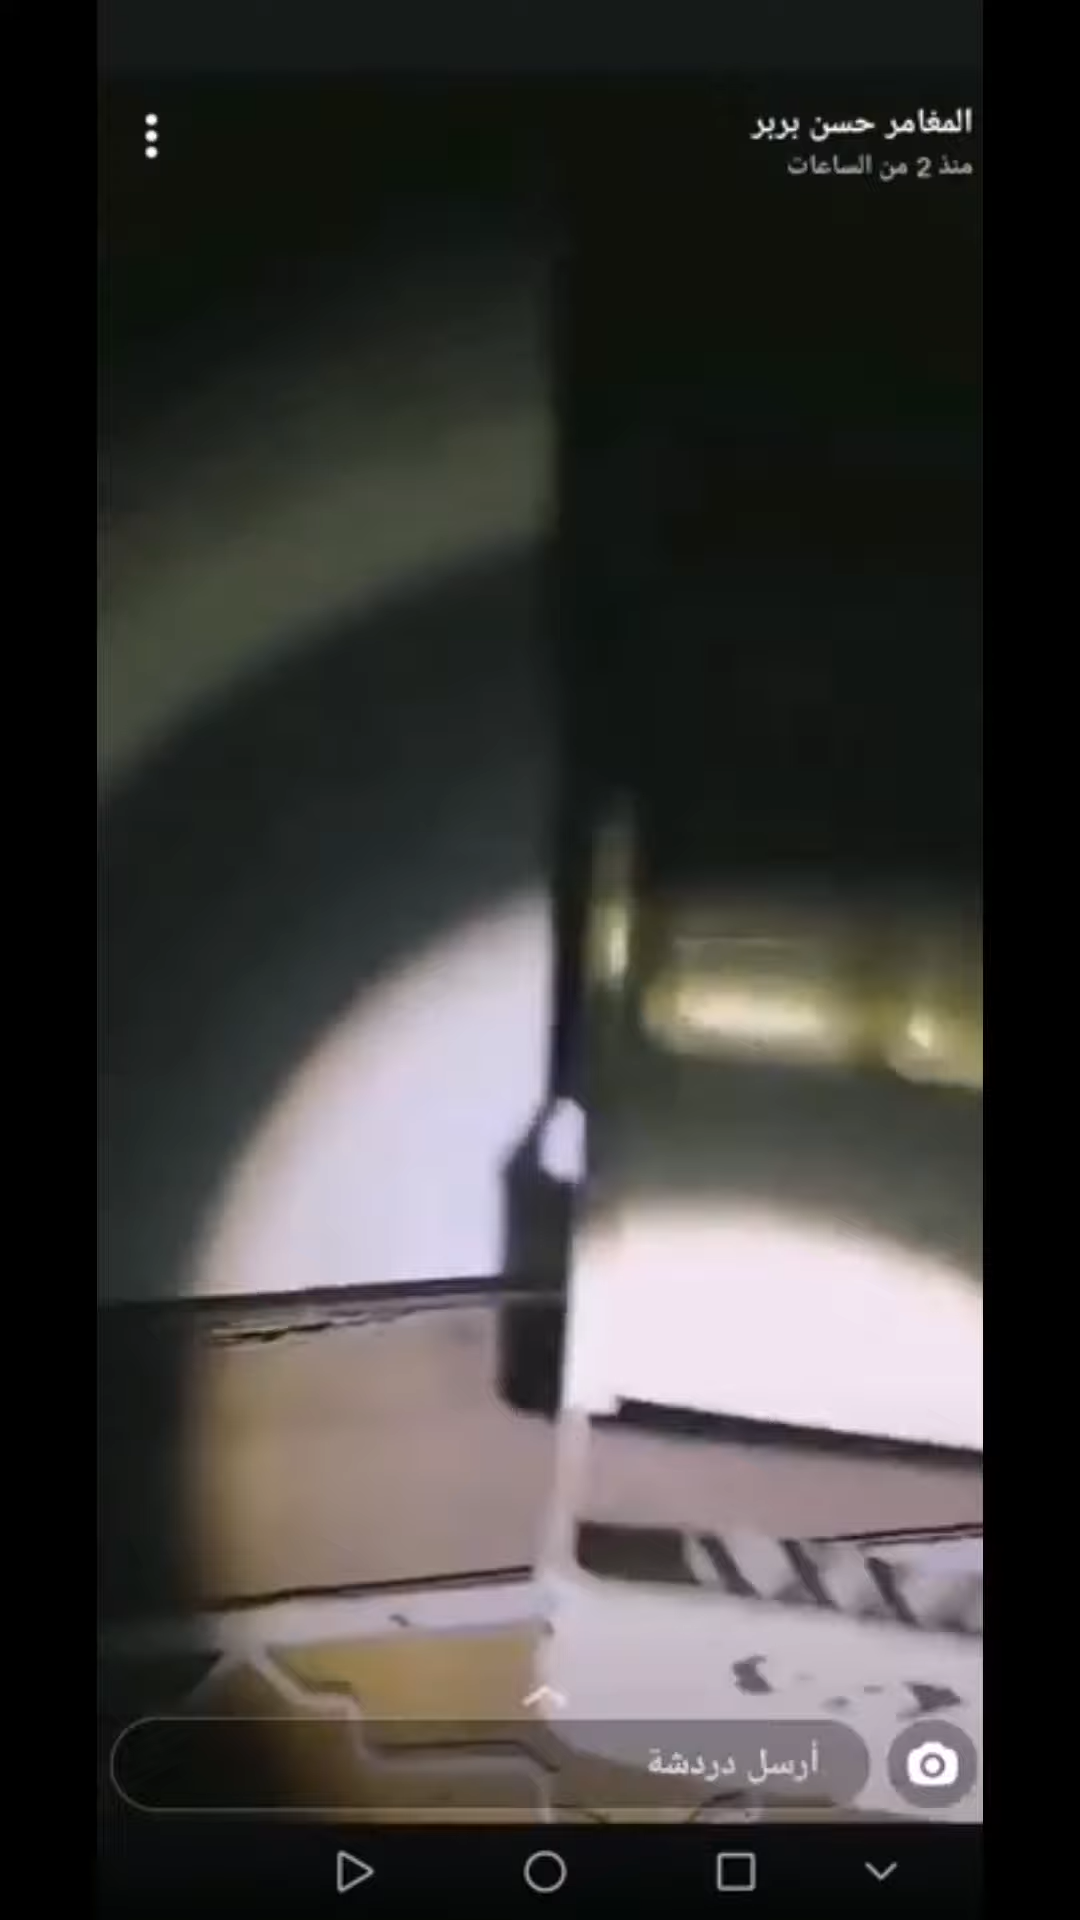 المغامر حسن بربر
منذ 2 من الساعات
أرسل دردشة